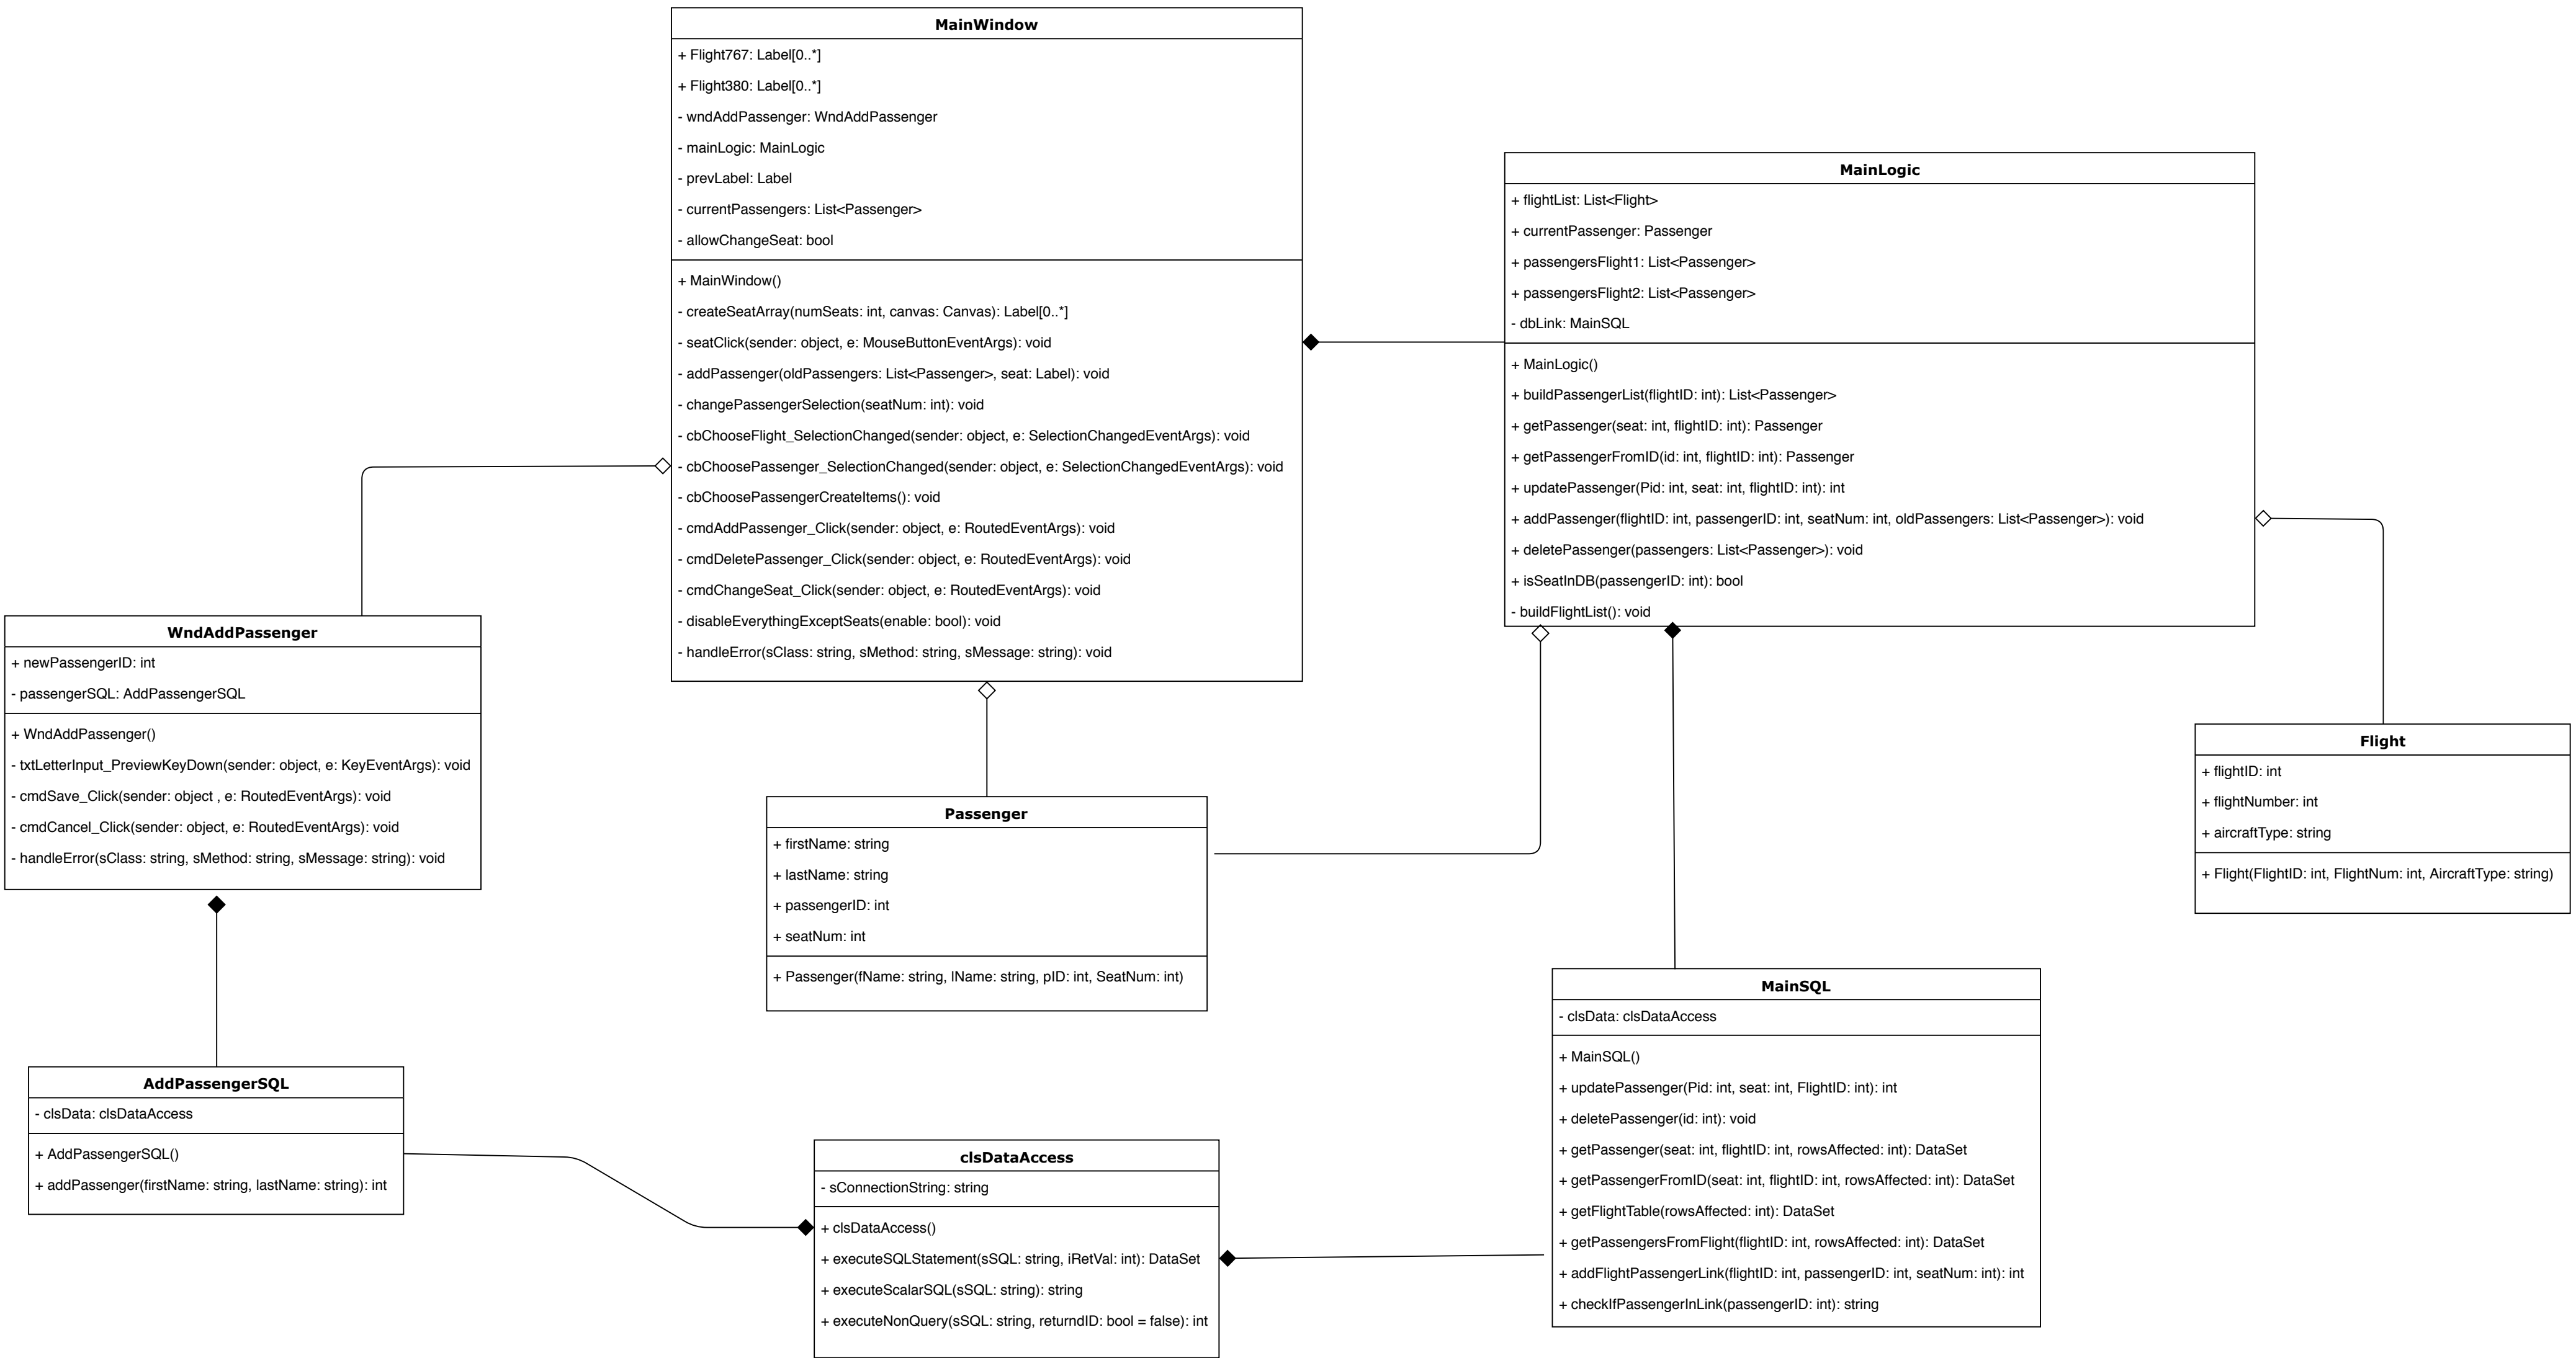 MainWindow
+ Flight767: Label[0..*]
+ Flight380: Label[0..*]
- wndAddPassenger: WndAddPassenger
- mainLogic: MainLogic
- prevLabel: Label
- currentPassengers: List<Passenger>
- allowChangeSeat: bool
+ MainWindow()
- createSeatArray(numSeats: int, canvas: Canvas): Label[0..*]
- seatClick(sender: object, e: MouseButtonEventArgs): void
- addPassenger(oldPassengers: List<Passenger>, seat: Label): void
- changePassengerSelection(seatNum: int): void
- cbChooseFlight_SelectionChanged(sender: object, e: SelectionChangedEventArgs): void
- cbChoosePassenger_SelectionChanged(sender: object, e: SelectionChangedEventArgs): void
- cbChoosePassengerCreateItems(): void
- cmdAddPassenger_Click(sender: object, e: RoutedEventArgs): void
- cmdDeletePassenger_Click(sender: object, e: RoutedEventArgs): void
- cmdChangeSeat_Click(sender: object, e: RoutedEventArgs): void
- disableEverythingExceptSeats(enable: bool): void
- handleError(sClass: string, sMethod: string, sMessage: string): void
MainLogic
+ flightList: List<Flight>
+ currentPassenger: Passenger
+ passengersFlight1: List<Passenger>
+ passengersFlight2: List<Passenger>
- dbLink: MainSQL
+ MainLogic()
+ buildPassengerList(flightID: int): List<Passenger>
+ getPassenger(seat: int, flightID: int): Passenger
+ getPassengerFromID(id: int, flightID: int): Passenger
+ updatePassenger(Pid: int, seat: int, flightID: int): int
+ addPassenger(flightID: int, passengerID: int, seatNum: int, oldPassengers: List<Passenger>): void
+ deletePassenger(passengers: List<Passenger>): void
+ isSeatInDB(passengerID: int): bool
- buildFlightList(): void
WndAddPassenger
+ newPassengerID: int
- passengerSQL: AddPassengerSQL
+ WndAddPassenger()
- txtLetterInput_PreviewKeyDown(sender: object, e: KeyEventArgs): void
- cmdSave_Click(sender: object , e: RoutedEventArgs): void
- cmdCancel_Click(sender: object, e: RoutedEventArgs): void
- handleError(sClass: string, sMethod: string, sMessage: string): void
Passenger
+ firstName: string
+ lastName: string
+ passengerID: int
+ seatNum: int
+ Passenger(fName: string, lName: string, pID: int, SeatNum: int)
Flight
+ flightID: int
+ flightNumber: int
+ aircraftType: string
+ Flight(FlightID: int, FlightNum: int, AircraftType: string)
AddPassengerSQL
- clsData: clsDataAccess
+ AddPassengerSQL()
+ addPassenger(firstName: string, lastName: string): int
clsDataAccess
- sConnectionString: string
+ clsDataAccess()
+ executeSQLStatement(sSQL: string, iRetVal: int): DataSet
+ executeScalarSQL(sSQL: string): string
+ executeNonQuery(sSQL: string, returndID: bool = false): int
MainSQL
- clsData: clsDataAccess
+ MainSQL()
+ updatePassenger(Pid: int, seat: int, FlightID: int): int
+ deletePassenger(id: int): void
+ getPassenger(seat: int, flightID: int, rowsAffected: int): DataSet
+ getPassengerFromID(seat: int, flightID: int, rowsAffected: int): DataSet
+ getFlightTable(rowsAffected: int): DataSet
+ getPassengersFromFlight(flightID: int, rowsAffected: int): DataSet
+ addFlightPassengerLink(flightID: int, passengerID: int, seatNum: int): int
+ checkIfPassengerInLink(passengerID: int): string